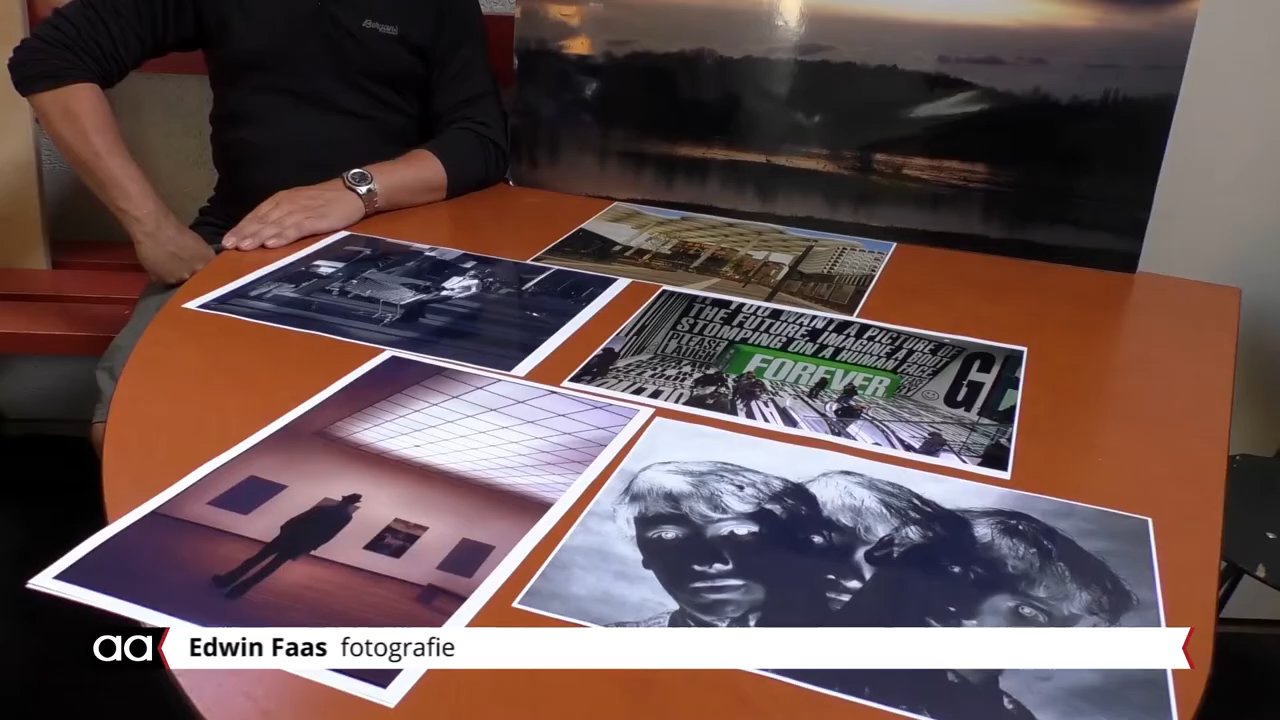 Bergans
IF YOU WANT A PICTURE OF
THE FUTURE IMAGINE A BOOT
STOMPING ON A HUMAN FACE
PLEASE
FOREVER
GE
aa Edwin Faas fotografie